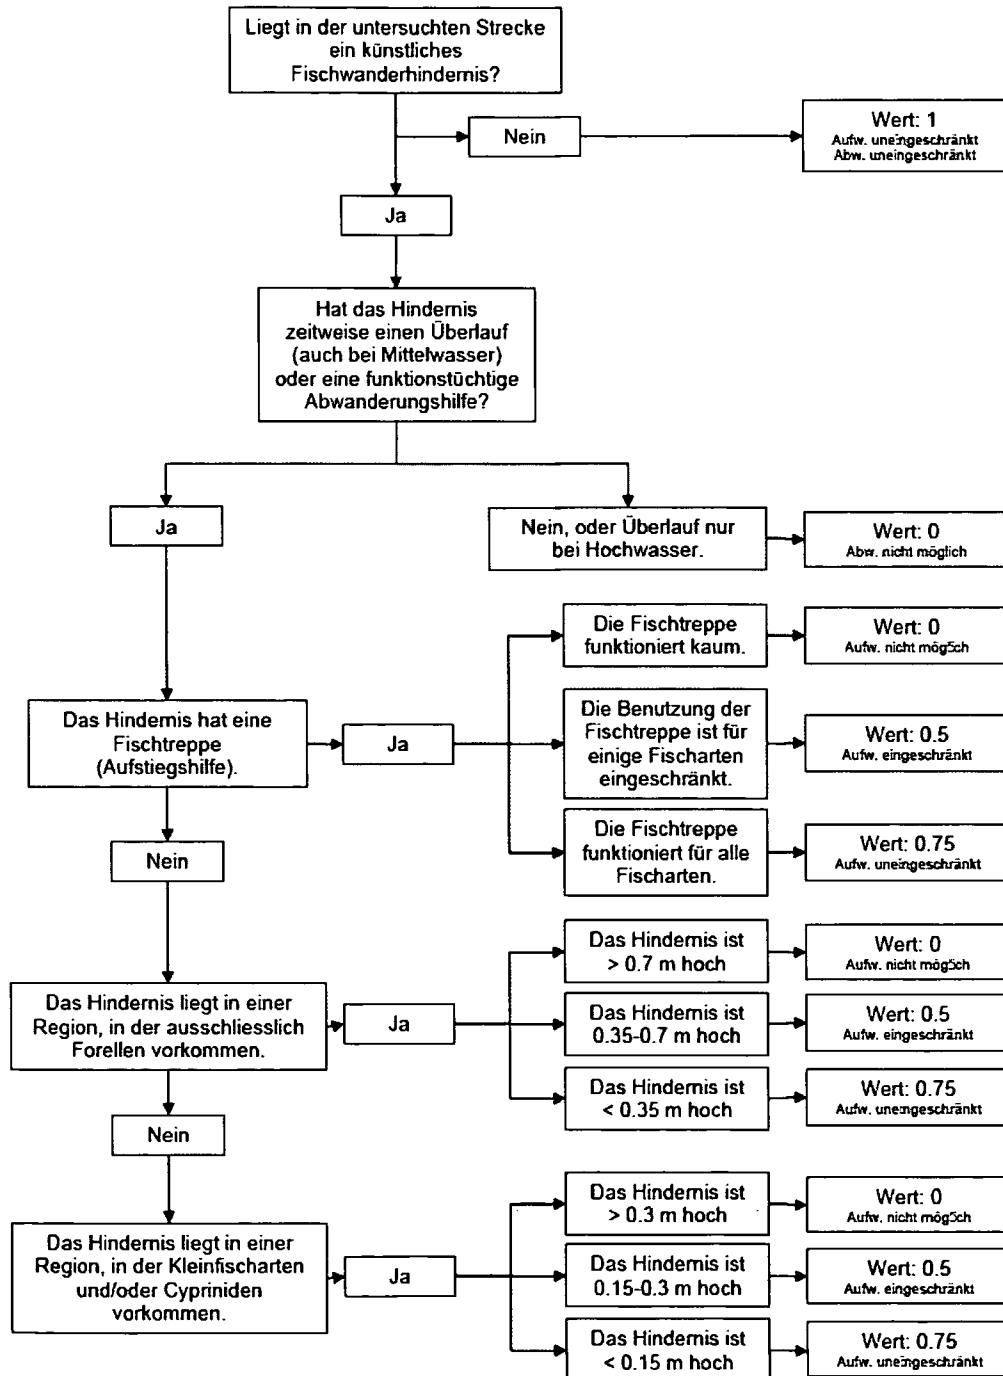 Liegt in der untersuchten Strecke
ein künstliches
Fischwanderhindernis?
Nein
Wert: 1
Aufw. uneingeschränkt
Abw. uneingeschränkt
Ja
Hat das Hindernis
zeitweise einen Überlauf
(auch bei Mittelwasser)
oder eine funktionstüchtige
Abwanderungshilfe?
Ja
Nein, oder Überlauf nur
bei Hochwasser.
Wert: 0
Abw. nicht möglich
Die Fischtreppe
funktioniert kaum.
Wert: 0
Aufw. nicht möglich
Das Hindernis hat eine
Fischtreppe
(Aufstiegshilfe).
Ja
Die Benutzung der
Fischtreppe ist für
einige Fischarten
eingeschränkt.
Wert: 0.5
Aufw. eingeschränkt
Nein
Die Fischtreppe
funktioniert für alle
Fischarten.
Wert: 0.75
Aufw. uneingeschränkt
Das Hindernis ist
> 0.7 m hoch
Wert: 0
Aufw. nicht möglich
Das Hindernis liegt in einer
Region, in der ausschliesslich
Forellen vorkommen.
Ja
Das Hindernis ist
0.35-0.7 m hoch
Wert: 0.5
Aufw. eingeschränkt
Das Hindernis ist
< 0.35 m hoch
Wert: 0.75
Aufw. uneingeschränkt
Nein
Das Hindernis ist
> 0.3 m hoch
Wert: 0
Aufw. nicht möglich
Das Hindernis liegt in einer
Region, in der Kleinfischarten
und/oder Cypriniden
vorkommen.
Ja
Das Hindernis ist
0.15-0.3 m hoch
Wert: 0.5
Aufw. eingeschränkt
Das Hindernis ist
< 0.15 m hoch
Wert: 0.75
Aufw. uneingeschränkt